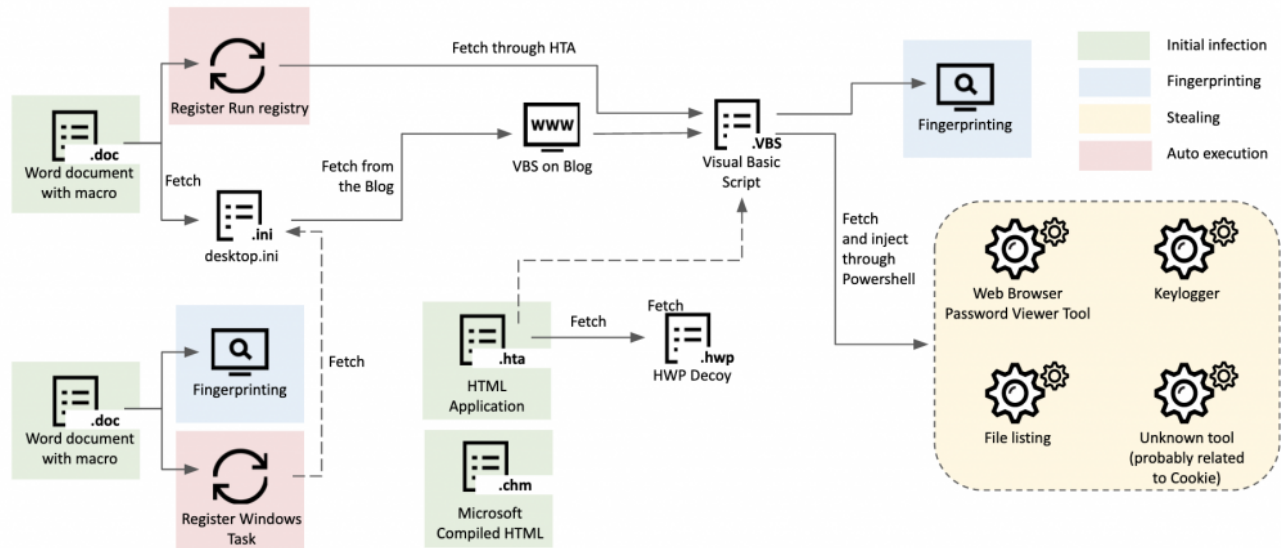 Fetch through HTA
Register Run registry
.doc
Word document
with macro
Fetch
.ini
desktop.ini
Fetch from
the Blog
WWW
VBS on Blog
.VBS
Visual Basic
Script
Fingerprinting
Initial infection
Fingerprinting
Stealing
Auto execution
Fetch
and inject
through
Powershell
Web Browser
Password Viewer Tool
Keylogger
File listing
Unknown tool
(probably related
to Cookie)
.doc
Word document
with macro
Fingerprinting
Register Windows
Task
Fetch
.hta
HTML
Application
Fetch
Fetch
.hwp
HWP Decoy
.chm
Microsoft
Compiled HTML